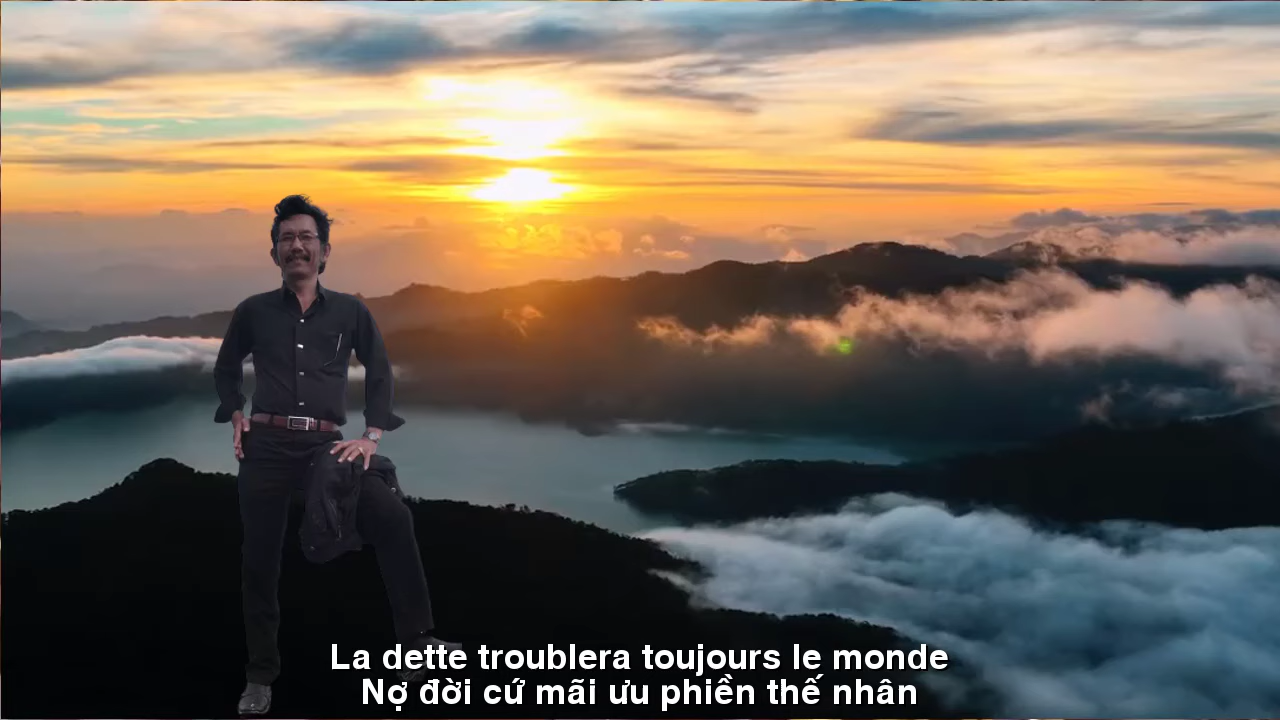 La dette troublera toujours le monde
Nợ đời cứ mãi ưu phiền thế nhân